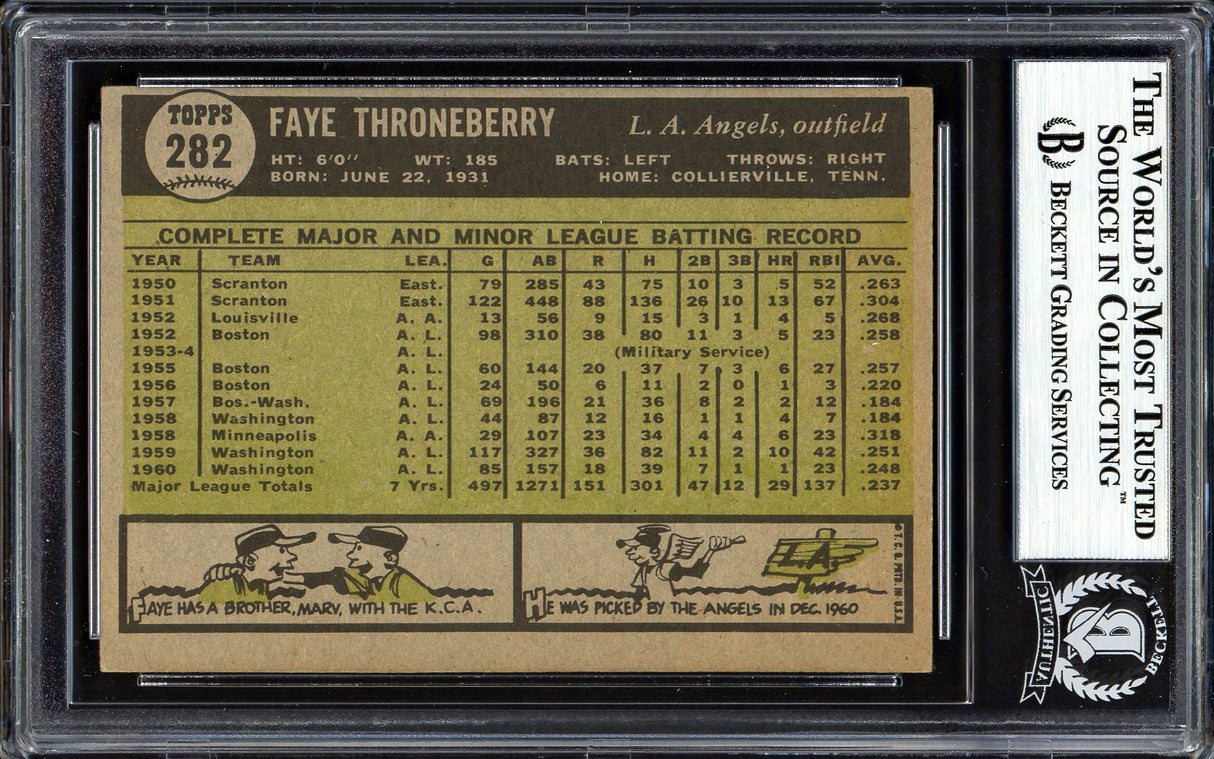 TOPPS
282
FAYE THRONEBERRY
L. A. Angels, outfield
HT: 6'0" WT: 185 BATS: LEFT THROWS: RIGHT
BORN: JUNE 22, 1931 HOME: COLLIERVILLE, TENN.
COMPLETE MAJOR AND MINOR LEAGUE BATTING RECORD
YEAR TEAM LEA. G AB R H 2B 3B HR RBI AVG.
1950 Scranton East. 79 285 43 75 10 3 5 52 .263
1951 Scranton East. 122 448 88 136 26 10 13 67 .304
1952 Louisville A. A. 13 56 9 15 3 1 4 5 .268
1952 Boston A. L. 98 310 38 80 11 3 5 23 .258
1953-4 A. L. (Military Service)
1955 Boston A. L. 60 144 20 37 7 3 6 27 .257
1956 Boston A. L. 24 50 6 11 2 0 1 3 .220
1957 Bos.-Wash. A. L. 69 196 21 36 8 2 2 12 .184
1958 Washington A. L. 44 87 12 16 1 1 4 7 .184
1958 Minneapolis A. A. 29 107 23 34 4 4 6 23 .318
1959 Washington A. L. 117 327 36 82 11 2 10 42 .251
1960 Washington A. L. 85 157 18 39 7 1 1 23 .248
Major League Totals 7 Yrs. 497 1271 151 301 47 12 29 137 .237
FAYE HAS A BROTHER, MARV, WITH THE K.C.A.
L.A.
HE WAS PICKED BY THE ANGELS IN DEC. 1960
© T. C. G. PRTD. IN U.S.A.
THE WORLD'S MOST TRUSTED
SOURCE IN COLLECTING™
B BECKETT GRADING SERVICES
AUTHENTIC
B
BECKETT